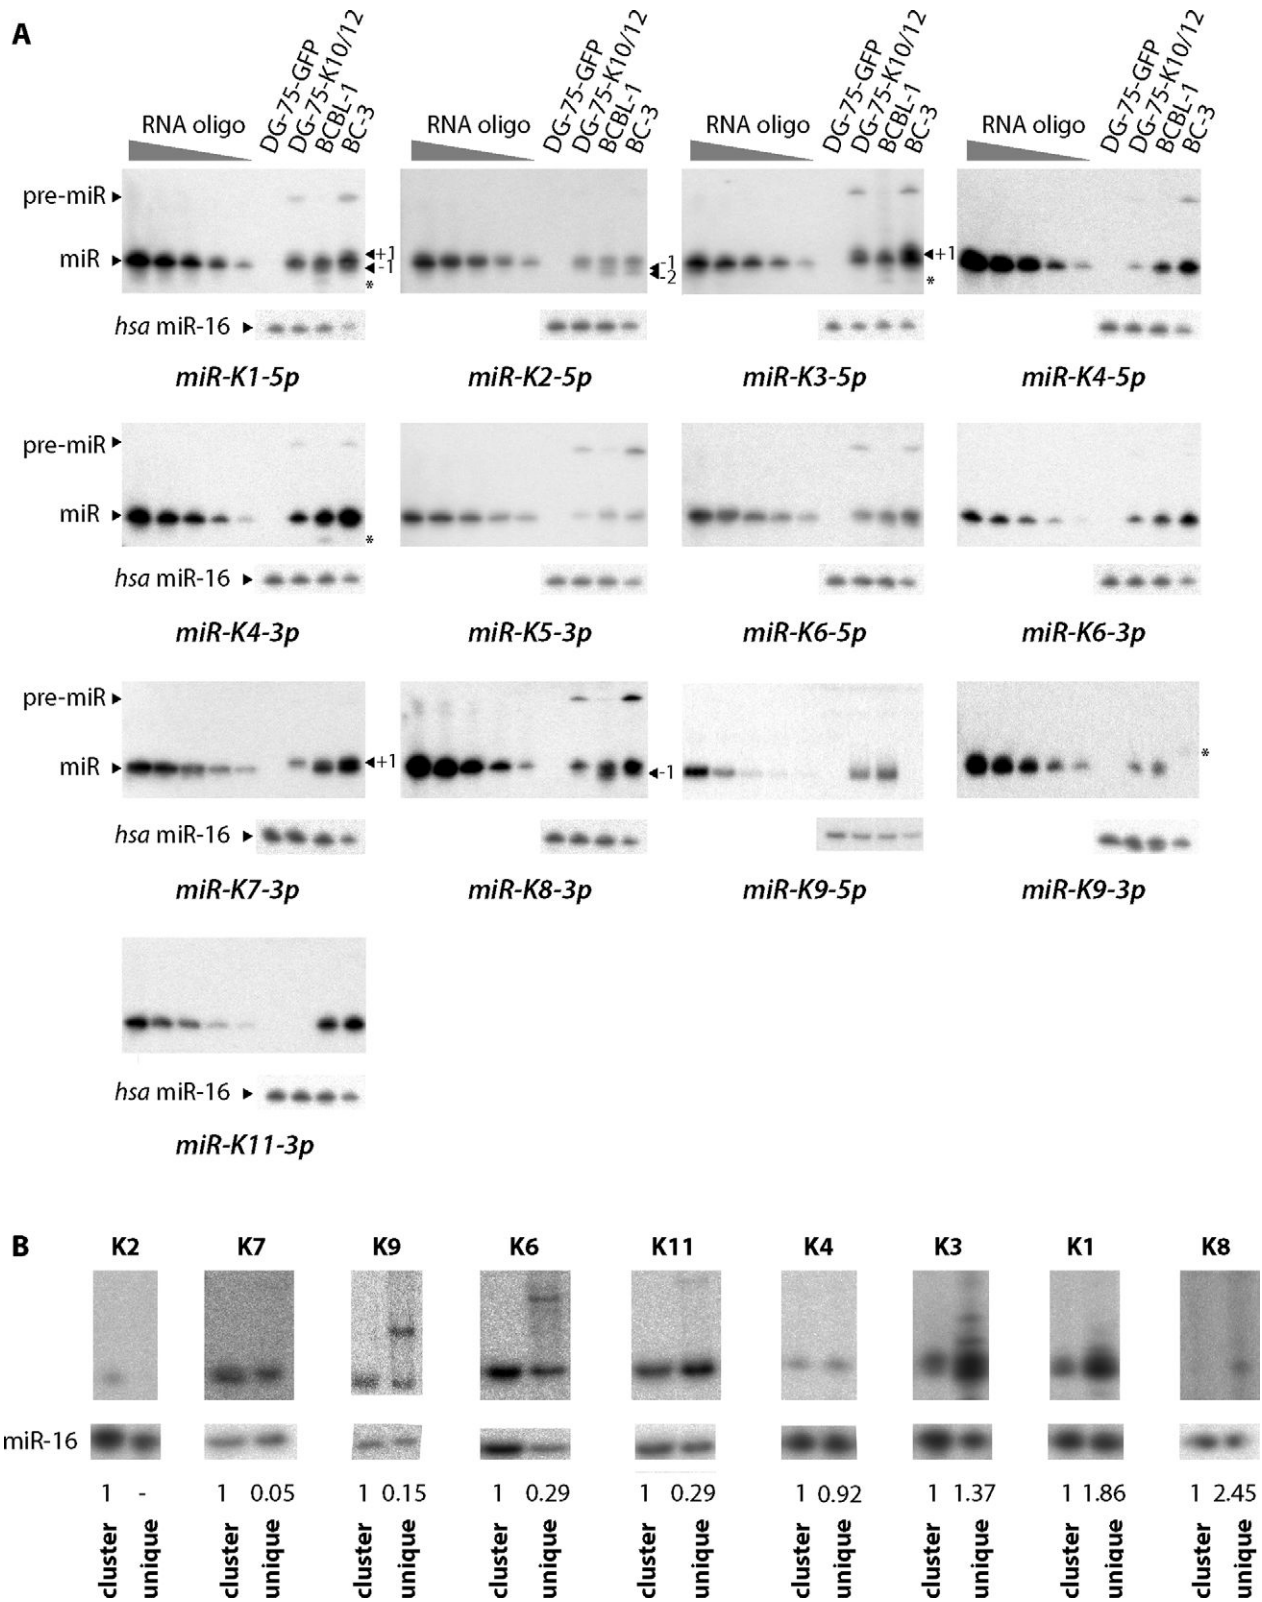 A
DG-75-GFP DG-75-K10/12 BCBL-1 BC-3 DG-75-GFP DG-75-K10/12 BCBL-1 BC-3 DG-75-GFP DG-75-K10/12 BCBL-1 BC-3 DG-75-GFP DG-75-K10/12 BCBL-1 BC-3
RNA oligo RNA oligo RNA oligo RNA oligo
pre-miR
miR +1 -1 * -1 -2 +1 *
hsa miR-16
miR-K1-5p miR-K2-5p miR-K3-5p miR-K4-5p
pre-miR
miR *
hsa miR-16
miR-K4-3p miR-K5-3p miR-K6-5p miR-K6-3p
pre-miR
miR +1 -1 *
hsa miR-16
miR-K7-3p miR-K8-3p miR-K9-5p miR-K9-3p
hsa miR-16
miR-K11-3p
B K2 K7 K9 K6 K11 K4 K3 K1 K8
miR-16
1 - 1 0.05 1 0.15 1 0.29 1 0.29 1 0.92 1 1.37 1 1.86 1 2.45
cluster unique cluster unique cluster unique cluster unique cluster unique cluster unique cluster unique cluster unique cluster unique